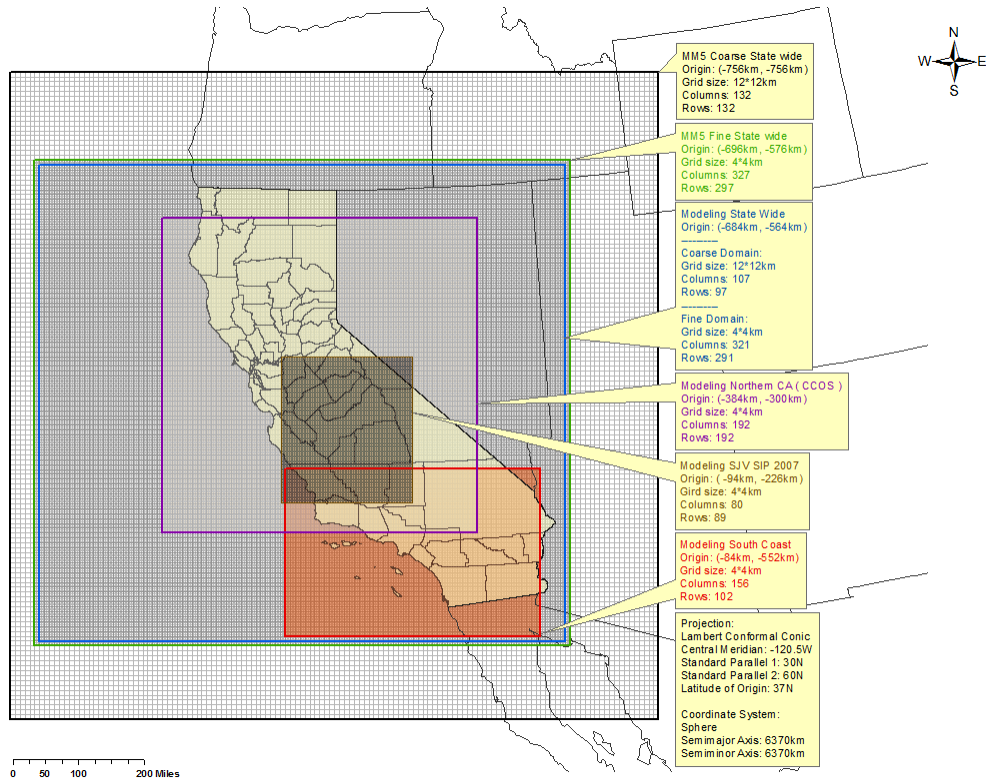 N
W E
S
MM5 Coarse State wide
Origin: (-756km, -756km)
Grid size: 12*12km
Columns: 132
Rows: 132
MM5 Fine State wide
Origin: (-696km, -576km)
Grid size: 4*4km
Columns: 327
Rows: 297
Modeling State Wide
Origin: (-684km, -564km)
----------
Coarse Domain:
Grid size: 12*12km
Columns: 107
Rows: 97
----------
Fine Domain:
Grid size: 4*4km
Columns: 321
Rows: 291
Modeling Northern CA ( CCOS )
Origin: (-384km, -300km)
Grid size: 4*4km
Columns: 192
Rows: 192
Modeling SJV SIP 2007
Origin: ( -94km, -226km)
Gird size: 4*4km
Columns: 80
Rows: 89
Modeling South Coast
Origin: (-84km, -552km)
Grid size: 4*4km
Columns: 156
Rows: 102
Projection:
Lambert Conformal Conic
Central Meridian: -120.5W
Standard Parallel 1: 30N
Standard Parallel 2: 60N
Latitude of Origin: 37N
Coordinate System:
Sphere
Semimajor Axis: 6370km
Semiminor Axis: 6370km
0 50 100 200 Miles